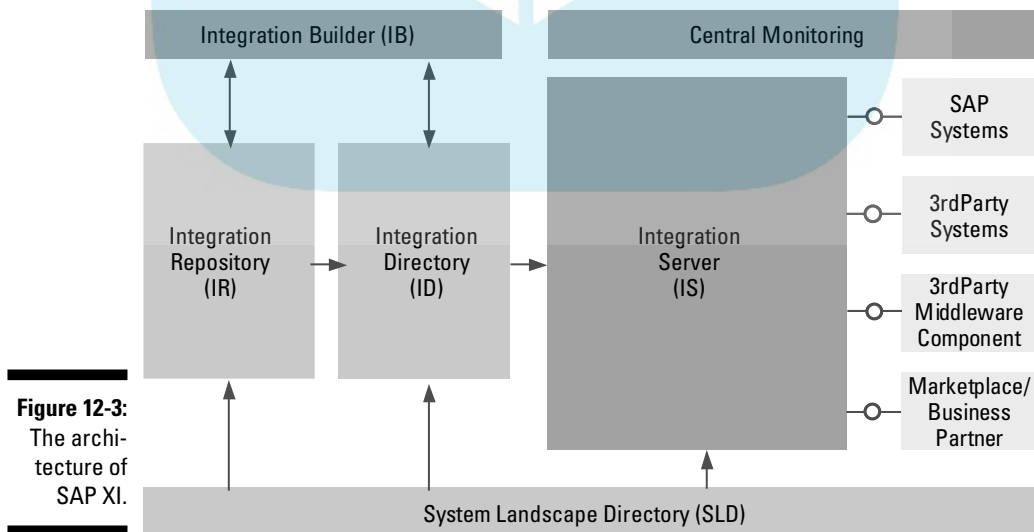 Integration Builder (IB)
Central Monitoring
Integration
Repository
(IR)
Integration
Directory
(ID)
Integration
Server
(IS)
SAP
Systems
3rdParty
Systems
3rdParty
Middleware
Component
Marketplace/
Business
Partner
System Landscape Directory (SLD)
Figure 12-3:
The archi-
tecture of
SAP XI.